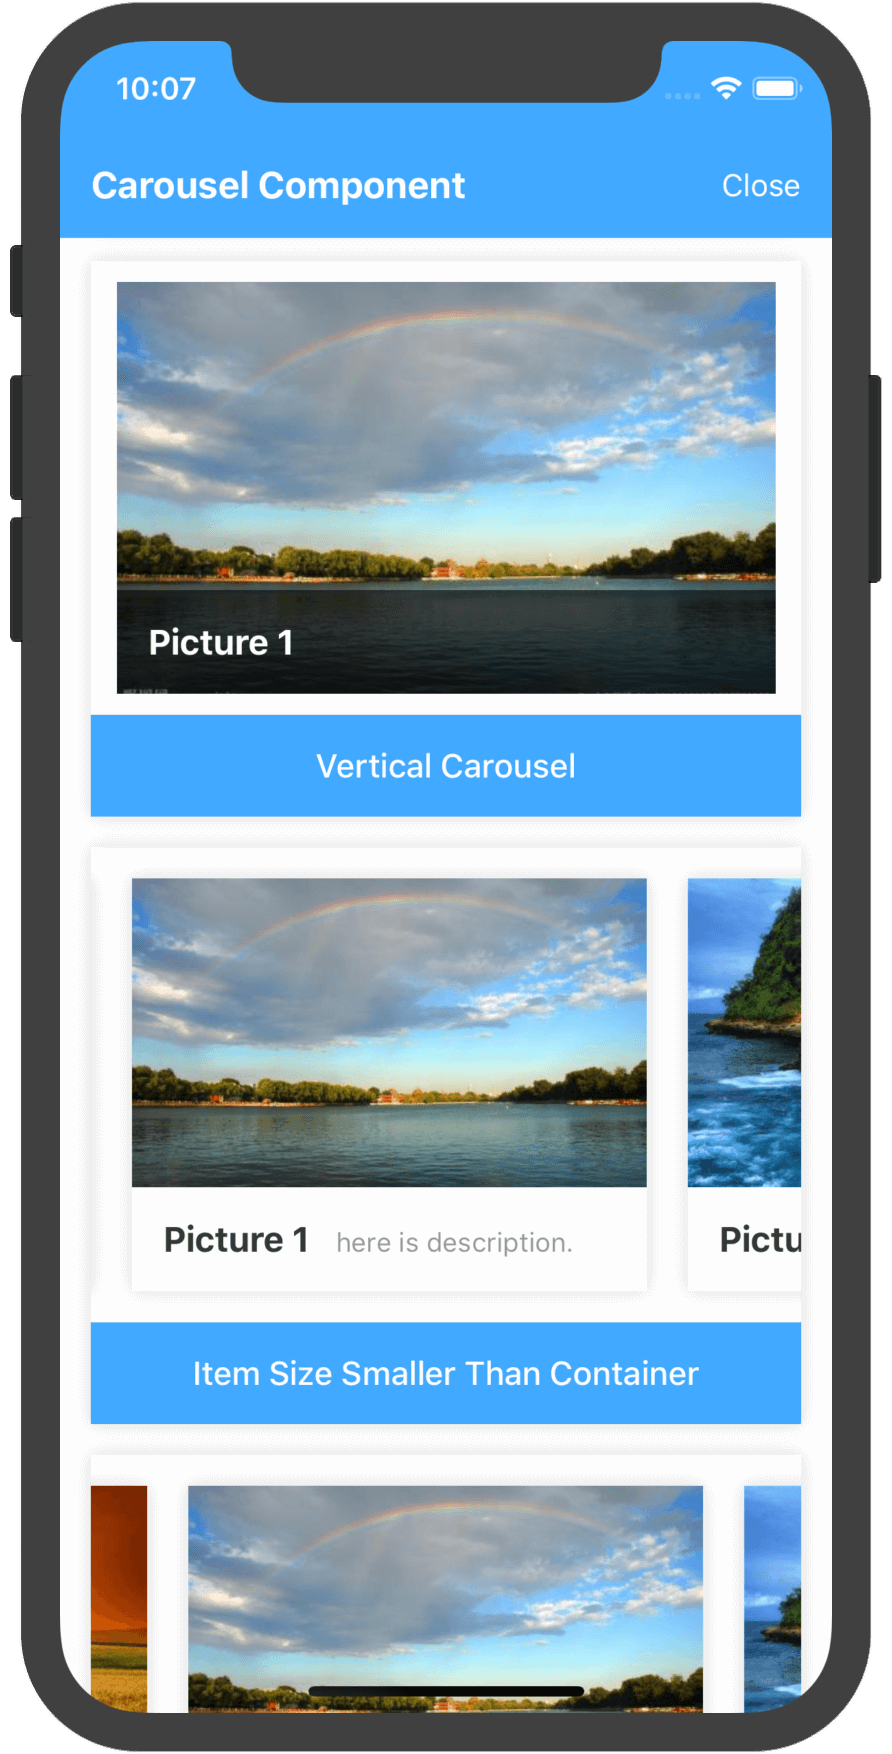 10:07
Carousel Component
Close
Picture 1
Vertical Carousel
Picture 1 here is description.
Pictu
Item Size Smaller Than Container